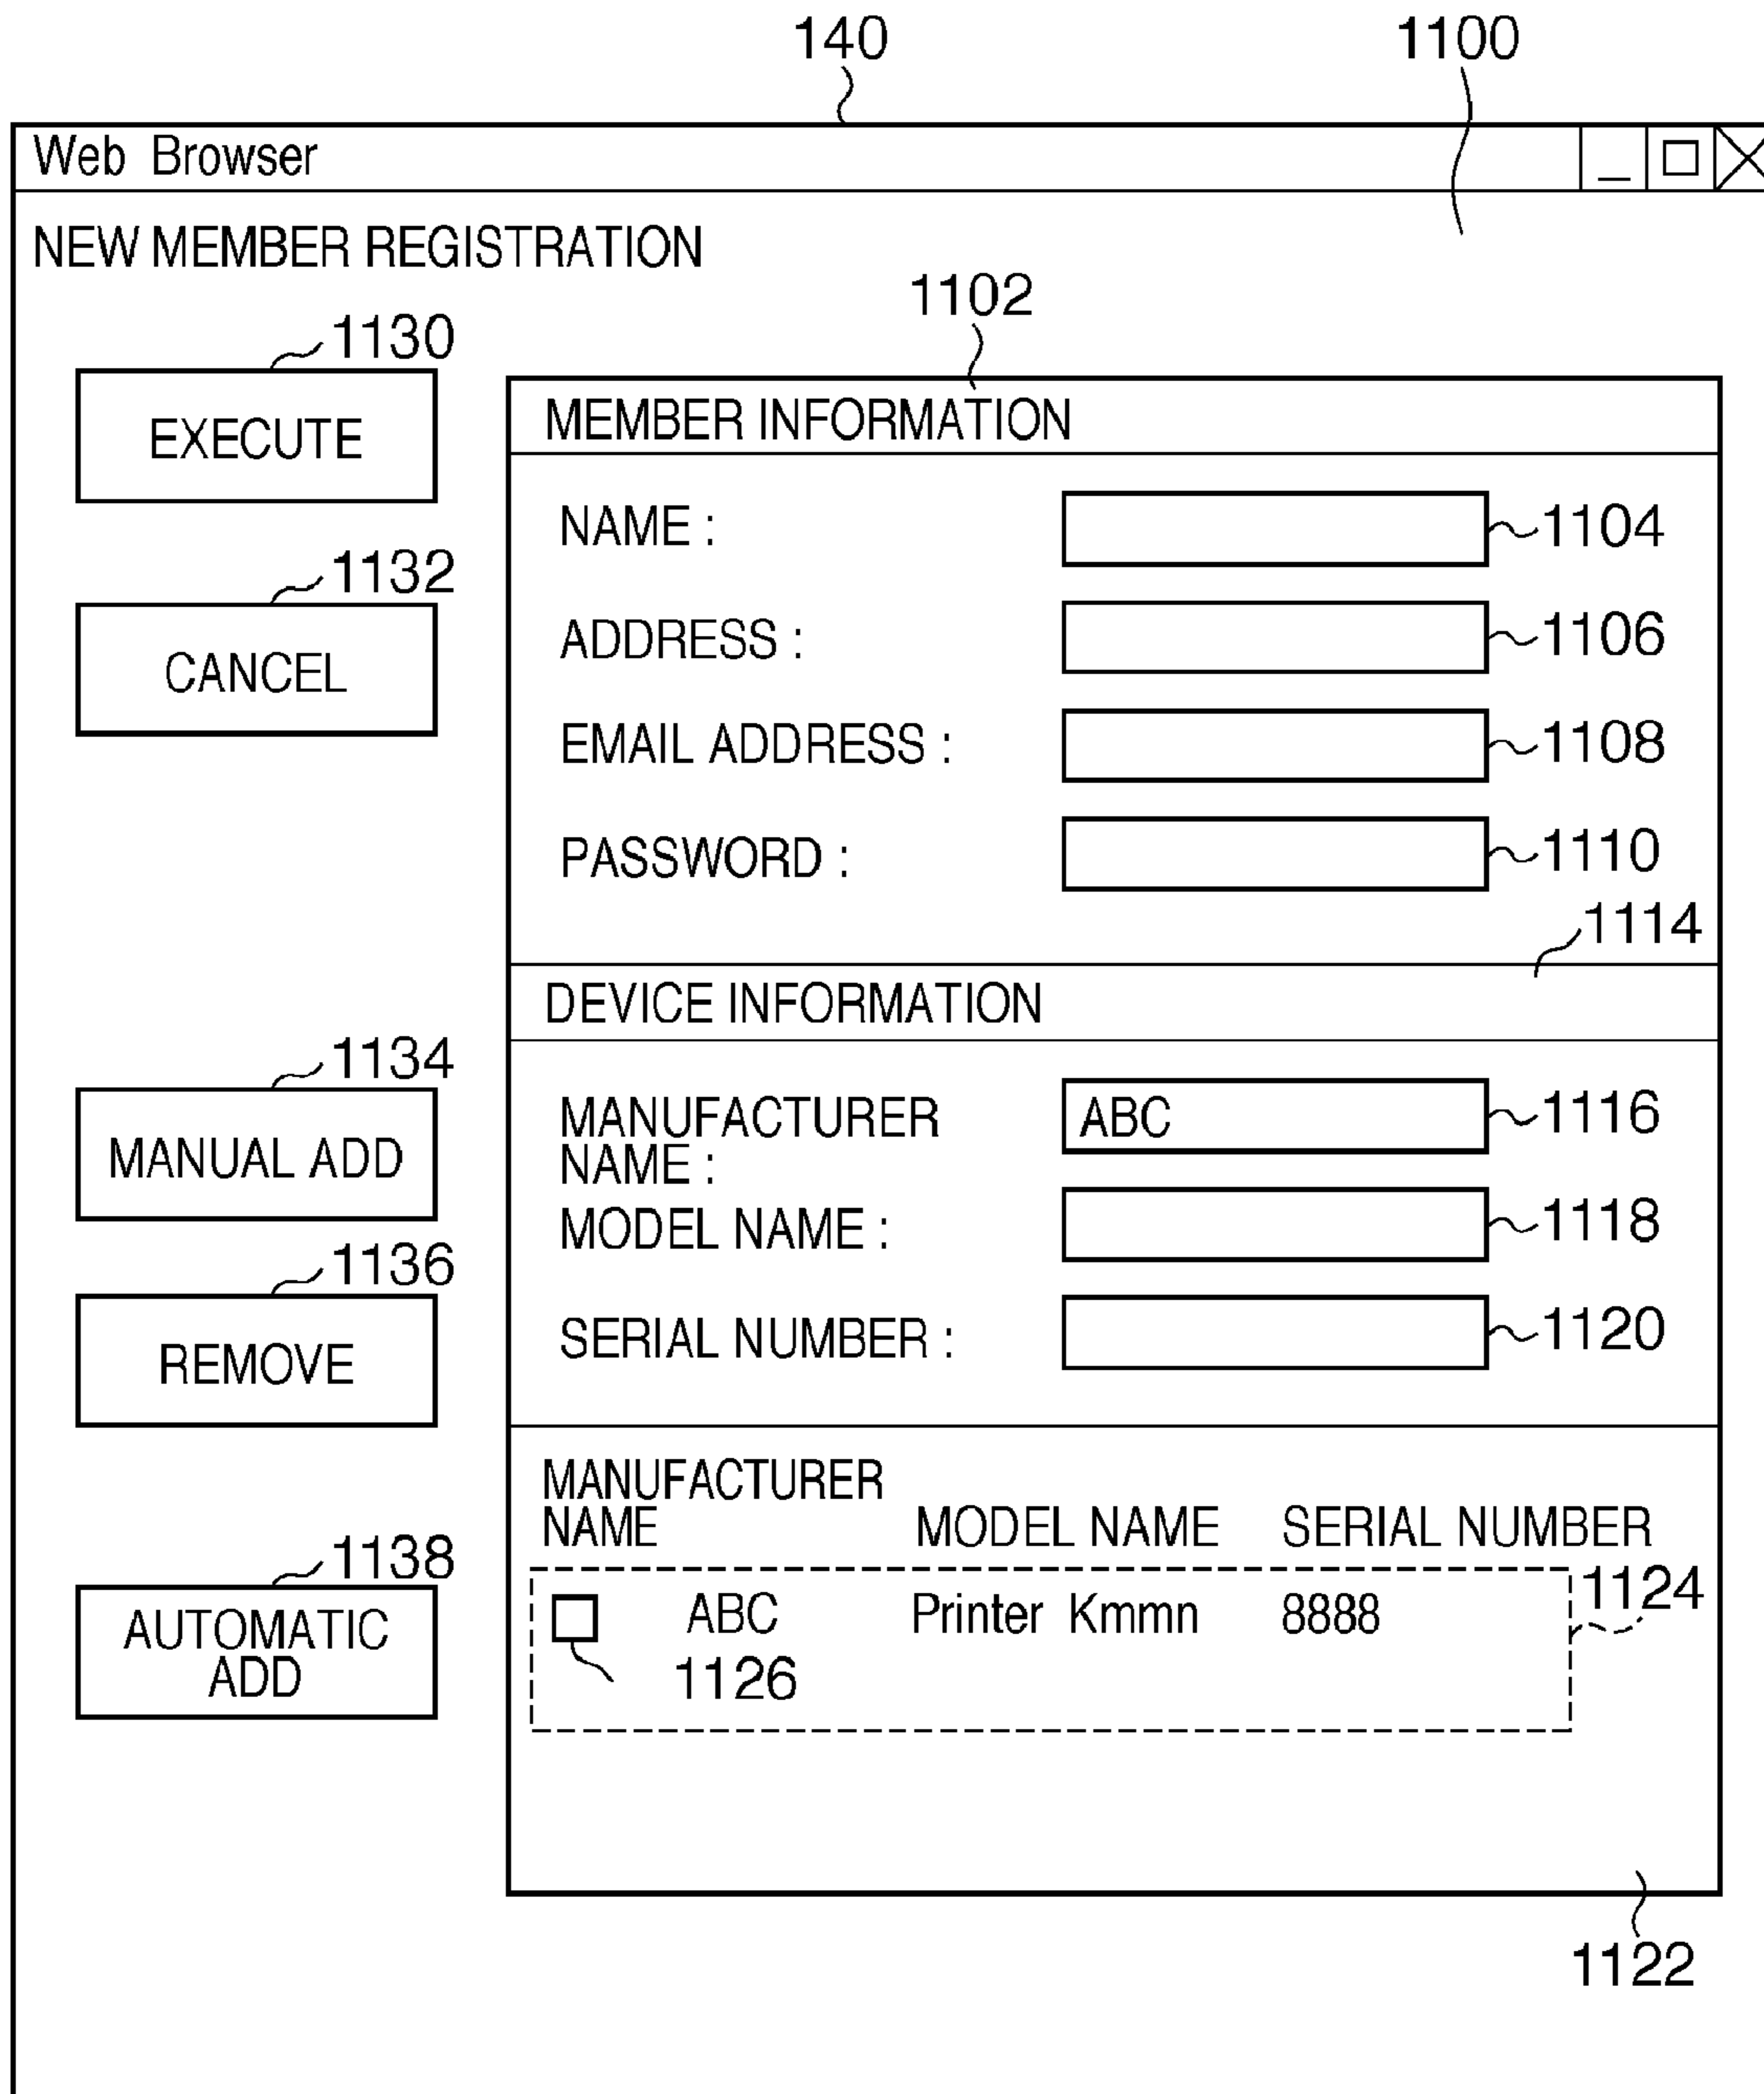 140
1100
Web Browser
NEW MEMBER REGISTRATION
1102
1130
EXECUTE
MEMBER INFORMATION
NAME :
1104
1132
CANCEL
ADDRESS :
1106
EMAIL ADDRESS :
1108
PASSWORD :
1110
1114
DEVICE INFORMATION
1134
MANUAL ADD
MANUFACTURER
NAME :
ABC
1116
MODEL NAME :
1118
1136
REMOVE
SERIAL NUMBER :
1120
MANUFACTURER
NAME
MODEL NAME
SERIAL NUMBER
1138
AUTOMATIC
ADD
ABC
Printer Kmmn
8888
1124
1126
1122